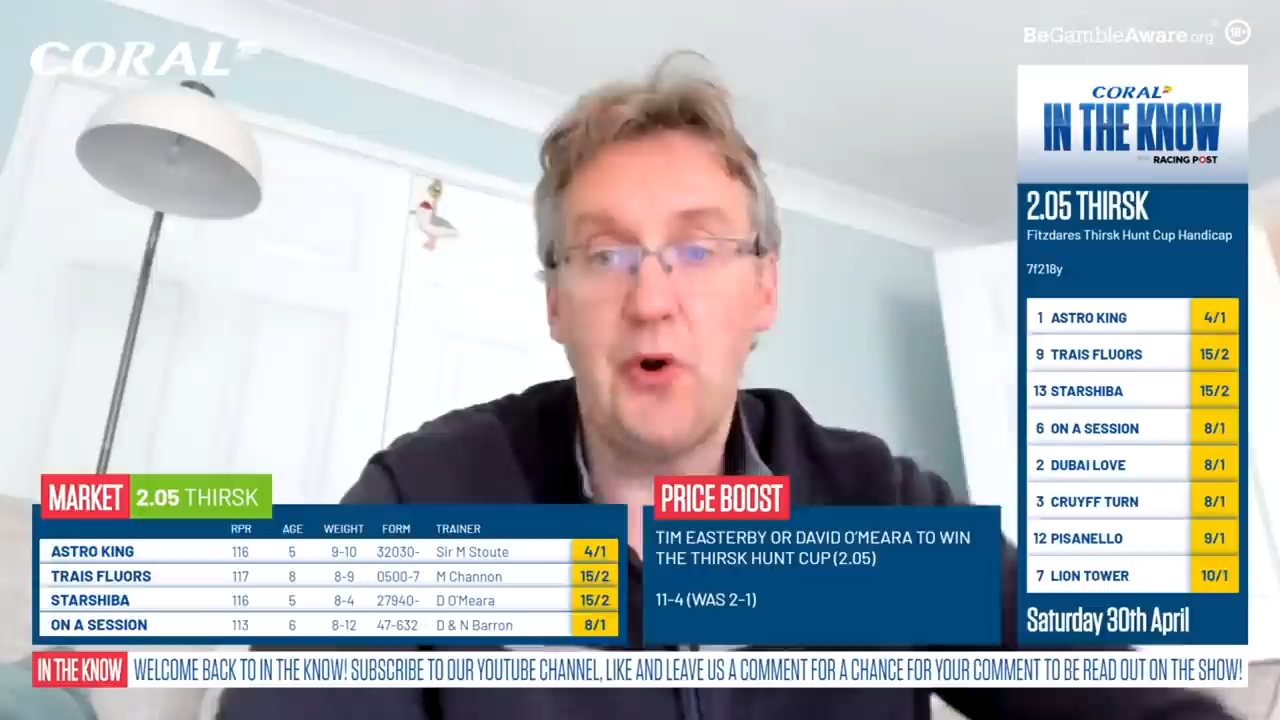 CORAL
BeGambleAware.org 18+
CORAL
IN THE KNOW
WITH RACING POST
2.05 THIRSK
Fitzdares Thirsk Hunt Cup Handicap
7f218y
1 ASTRO KING 4/1
9 TRAIS FLUORS 15/2
13 STARSHIBA 15/2
6 ON A SESSION 8/1
2 DUBAI LOVE 8/1
3 CRUYFF TURN 8/1
12 PISANELLO 9/1
7 LION TOWER 10/1
Saturday 30th April
MARKET 2.05 THIRSK
RPR AGE WEIGHT FORM TRAINER
ASTRO KING 116 5 9-10 32030- Sir M Stoute 4/1
TRAIS FLUORS 117 8 8-9 0500-7 M Channon 15/2
STARSHIBA 116 5 8-4 27940- D O'Meara 15/2
ON A SESSION 113 6 8-12 47-632 D & N Barron 8/1
PRICE BOOST
TIM EASTERBY OR DAVID O'MEARA TO WIN
THE THIRSK HUNT CUP (2.05)
11-4 (WAS 2-1)
IN THE KNOW WELCOME BACK TO IN THE KNOW! SUBSCRIBE TO OUR YOUTUBE CHANNEL, LIKE AND LEAVE US A COMMENT FOR A CHANCE FOR YOUR COMMENT TO BE READ OUT ON THE SHOW!